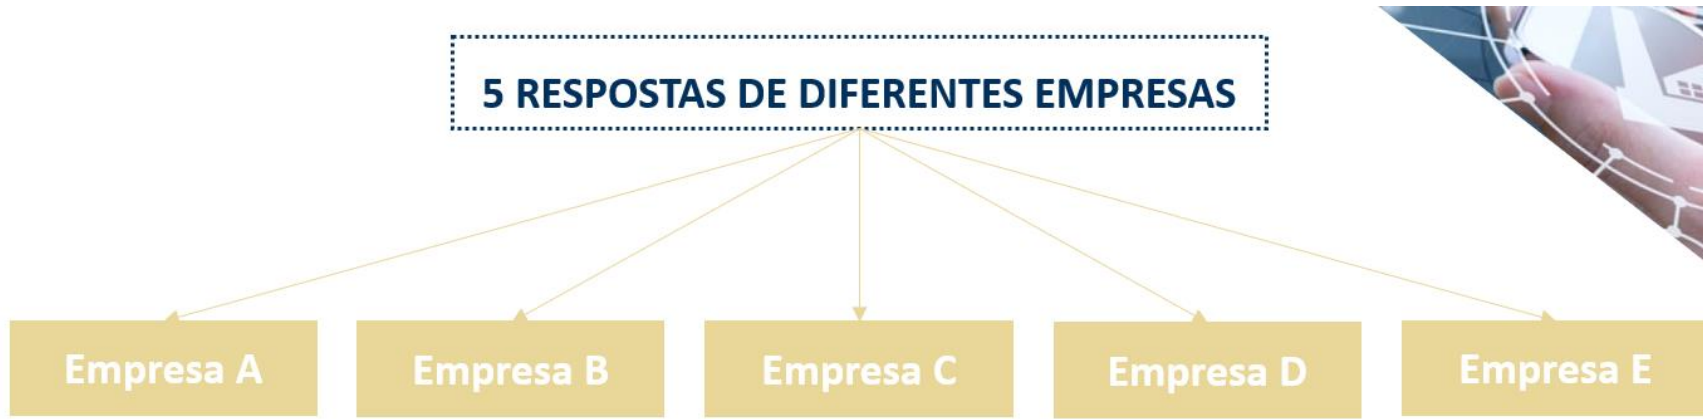 5 RESPOSTAS DE DIFERENTES EMPRESAS
Empresa A
Empresa B
Empresa C
Empresa D
Empresa E